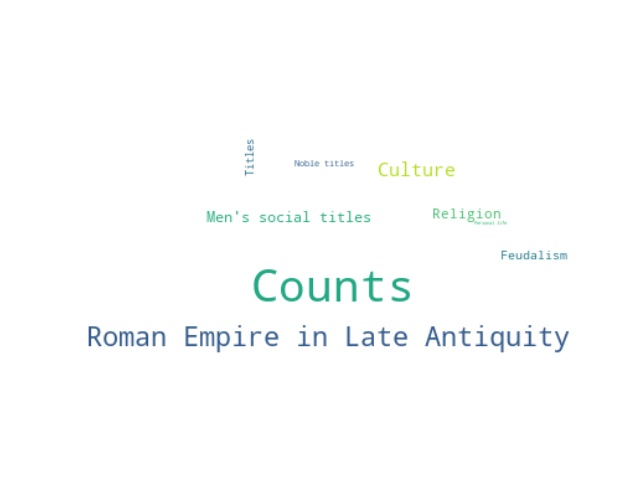 Titles
Noble titles
Culture
Men's social titles
Religion
Personal life
Feudalism
Counts
Roman Empire in Late Antiquity